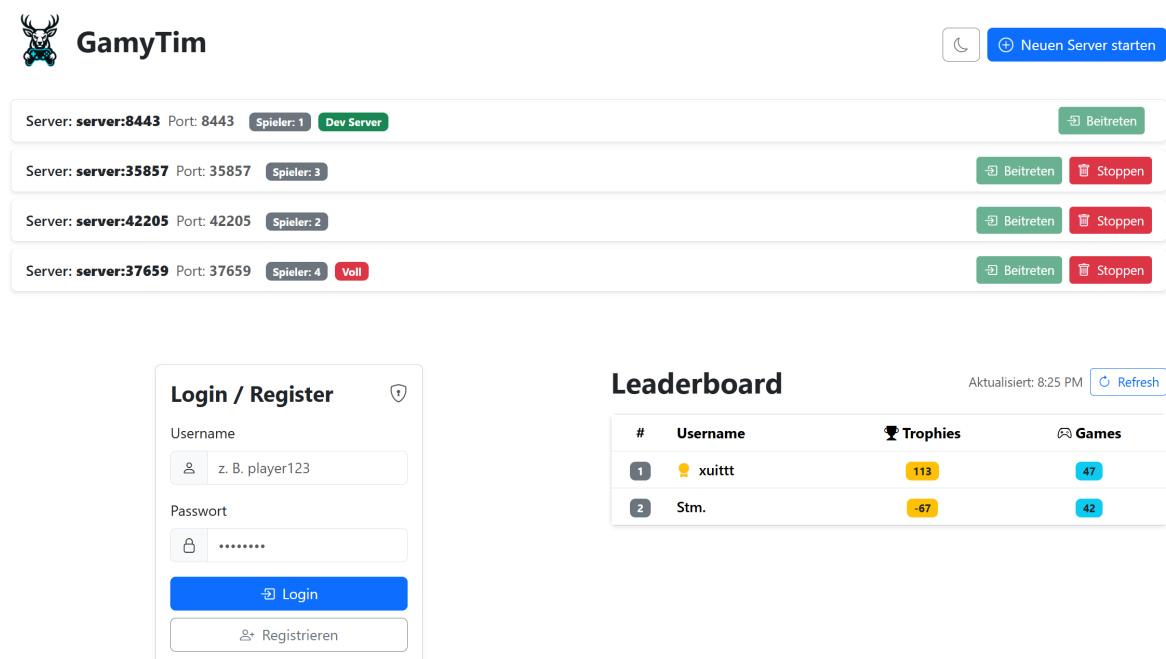 GamyTim
Neuen Server starten
Server: server:8443 Port: 8443 Spieler: 1 Dev Server Beitreten
Server: server:35857 Port: 35857 Spieler: 3 Beitreten Stoppen
Server: server:42205 Port: 42205 Spieler: 2 Beitreten Stoppen
Server: server:37659 Port: 37659 Spieler: 4 Voll Beitreten Stoppen
Login / Register
Username
z. B. player123
Passwort
••••••••
Login
Registrieren
Leaderboard Aktualisiert: 8:25 PM Refresh
# Username Trophies Games
1 xuittt 113 47
2 Stm. -67 42